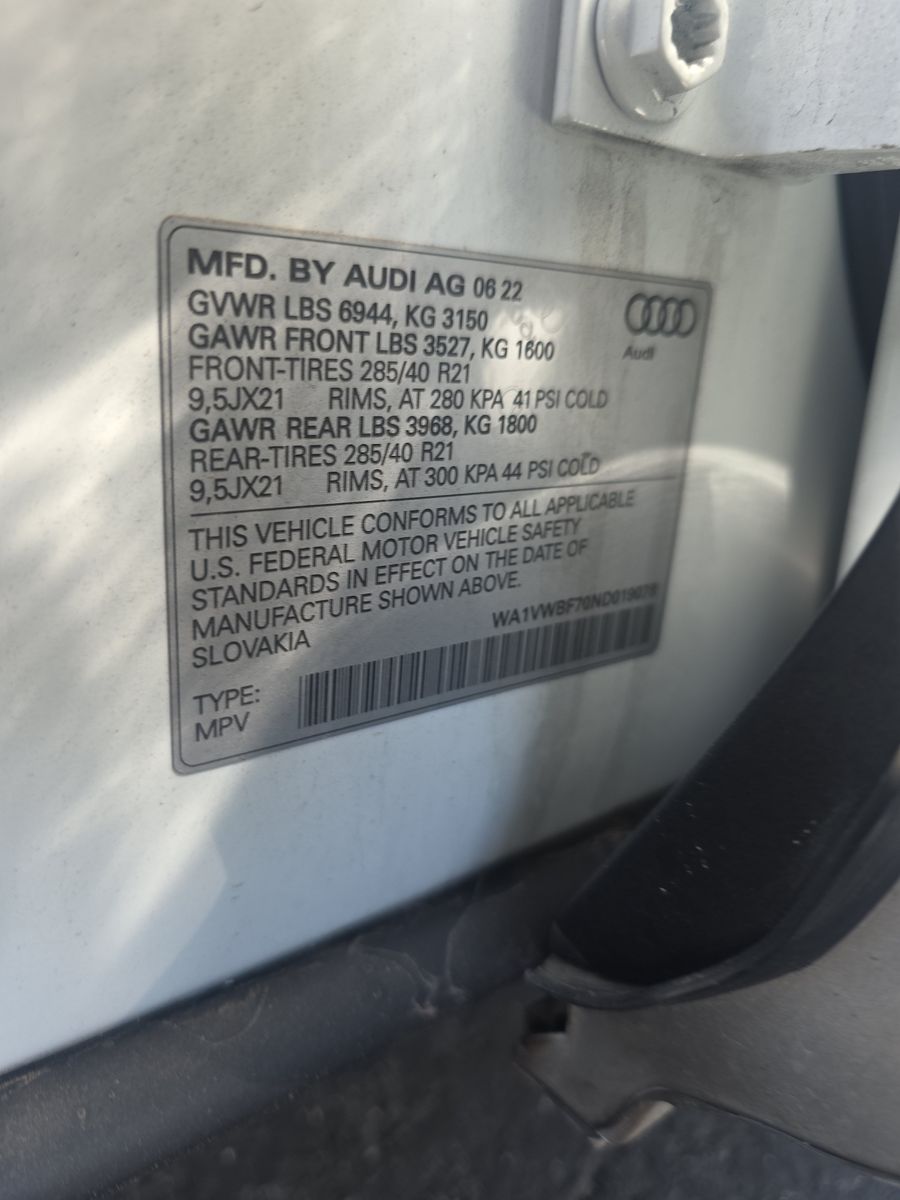 MFD. BY AUDI AG 06 22
GVWR LBS 6944, KG 3150
GAWR FRONT LBS 3527, KG 1600
FRONT-TIRES 285/40 R21
9,5JX21 RIMS, AT 280 KPA 41 PSI COLD
GAWR REAR LBS 3968, KG 1800
REAR-TIRES 285/40 R21
9,5JX21 RIMS, AT 300 KPA 44 PSI COLD
Audi
THIS VEHICLE CONFORMS TO ALL APPLICABLE
U.S. FEDERAL MOTOR VEHICLE SAFETY
STANDARDS IN EFFECT ON THE DATE OF
MANUFACTURE SHOWN ABOVE.
SLOVAKIA
TYPE:
MPV